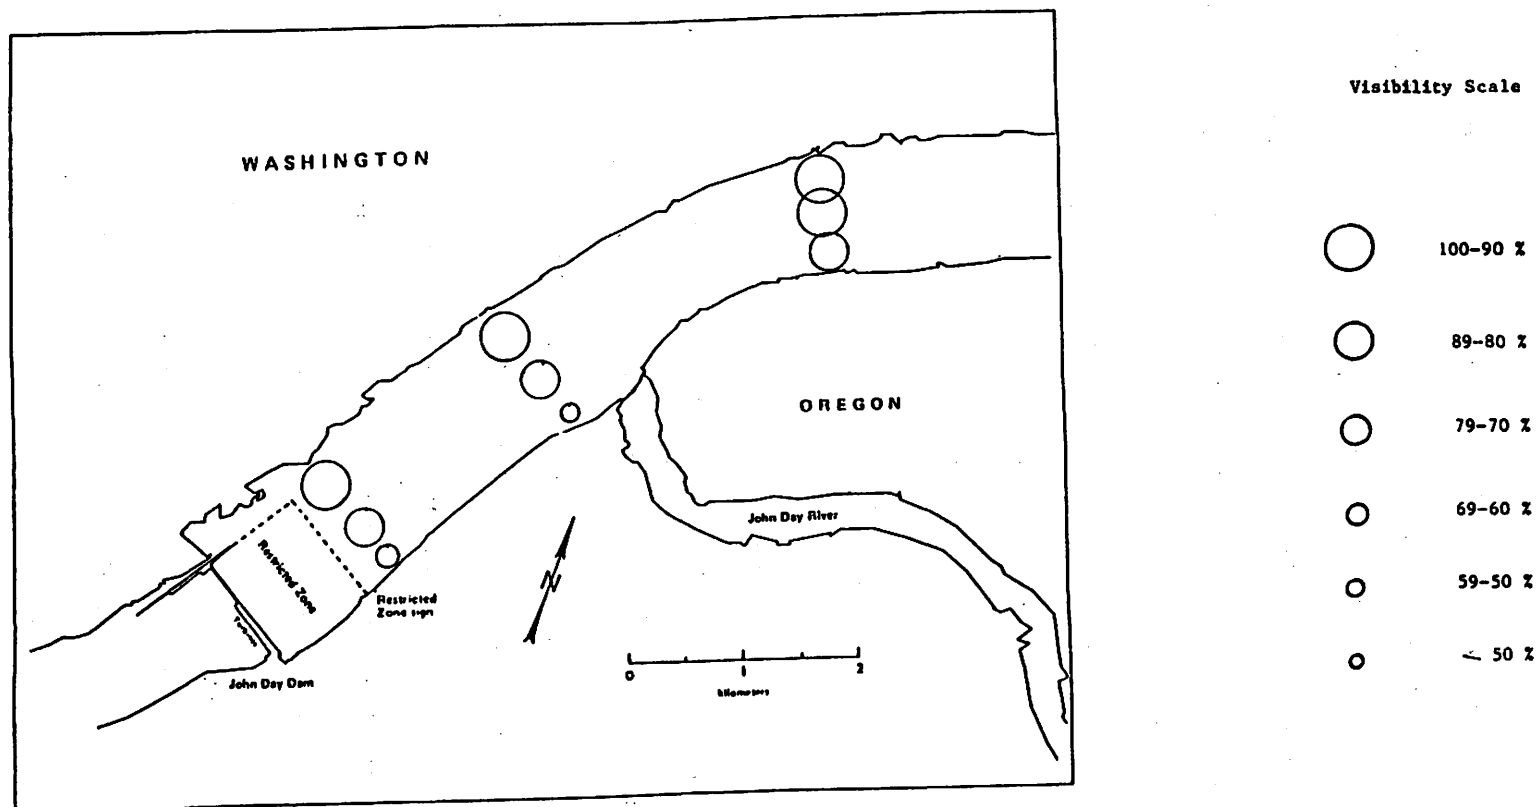 Visibility Scale
WASHINGTON
100-90 %
89-80 %
OREGON
79-70 %
John Day River
69-60 %
Restricted Zone
Restricted
Zone sign
N
59-50 %
50 %
0 1 2
kilometers
John Day Dam